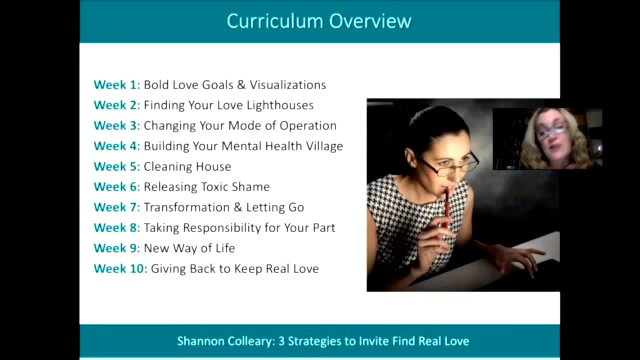 Curriculum Overview
Week 1: Bold Love Goals & Visualizations
Week 2: Finding Your Love Lighthouses
Week 3: Changing Your Mode of Operation
Week 4: Building Your Mental Health Village
Week 5: Cleaning House
Week 6: Releasing Toxic Shame
Week 7: Transformation & Letting Go
Week 8: Taking Responsibility for Your Part
Week 9: New Way of Life
Week 10: Giving Back to Keep Real Love
Shannon Colleary: 3 Strategies to Invite Find Real Love